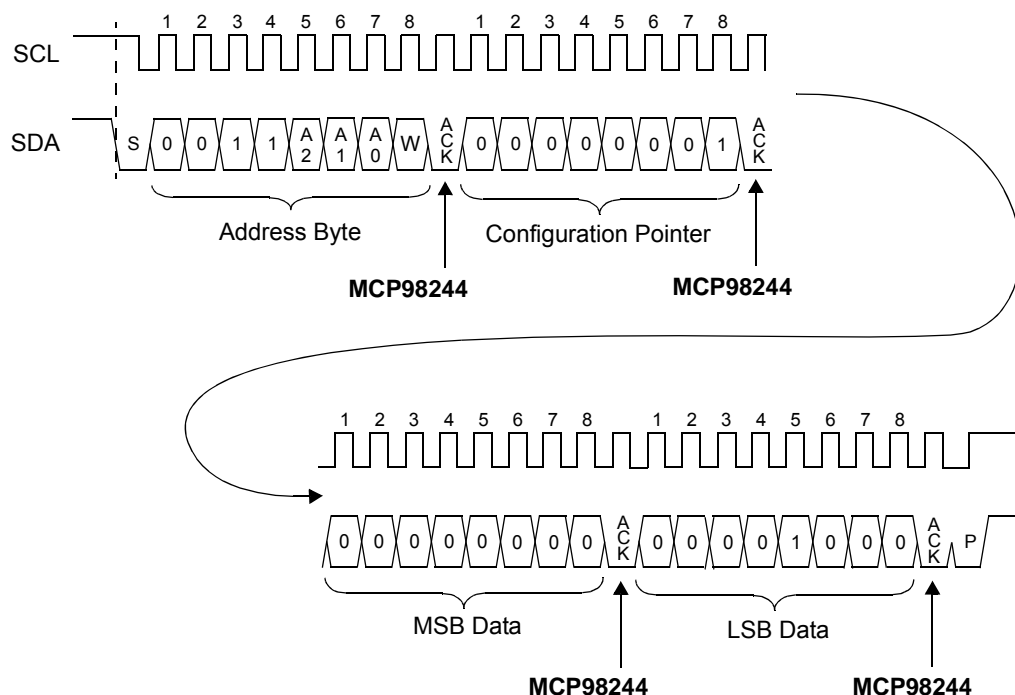 1 2 3 4 5 6 7 8 1 2 3 4 5 6 7 8
SCL
SDA
S 0 0 1 1 A2 A1 A0 W ACK 0 0 0 0 0 0 0 1 ACK
Address Byte Configuration Pointer
MCP98244 MCP98244
1 2 3 4 5 6 7 8 1 2 3 4 5 6 7 8
0 0 0 0 0 0 0 0 ACK 0 0 0 0 1 0 0 0 ACK P
MSB Data LSB Data
MCP98244 MCP98244